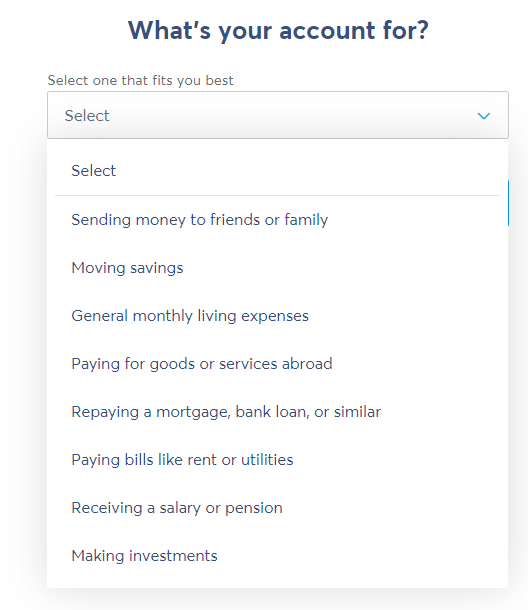 What's your account for?
Select one that fits you best
Select
Select
Sending money to friends or family
Moving savings
General monthly living expenses
Paying for goods or services abroad
Repaying a mortgage, bank loan, or similar
Paying bills like rent or utilities
Receiving a salary or pension
Making investments